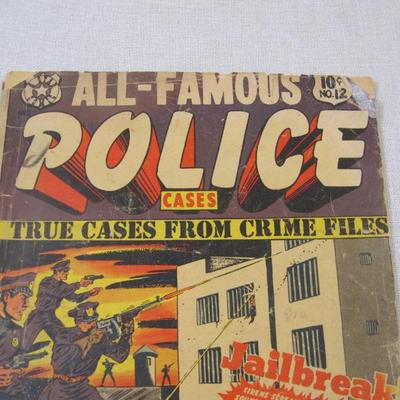 ALL-FAMOUS
10¢
NO.12
POLICE
CASES
TRUE CASES FROM CRIME FILES
Jailbreak